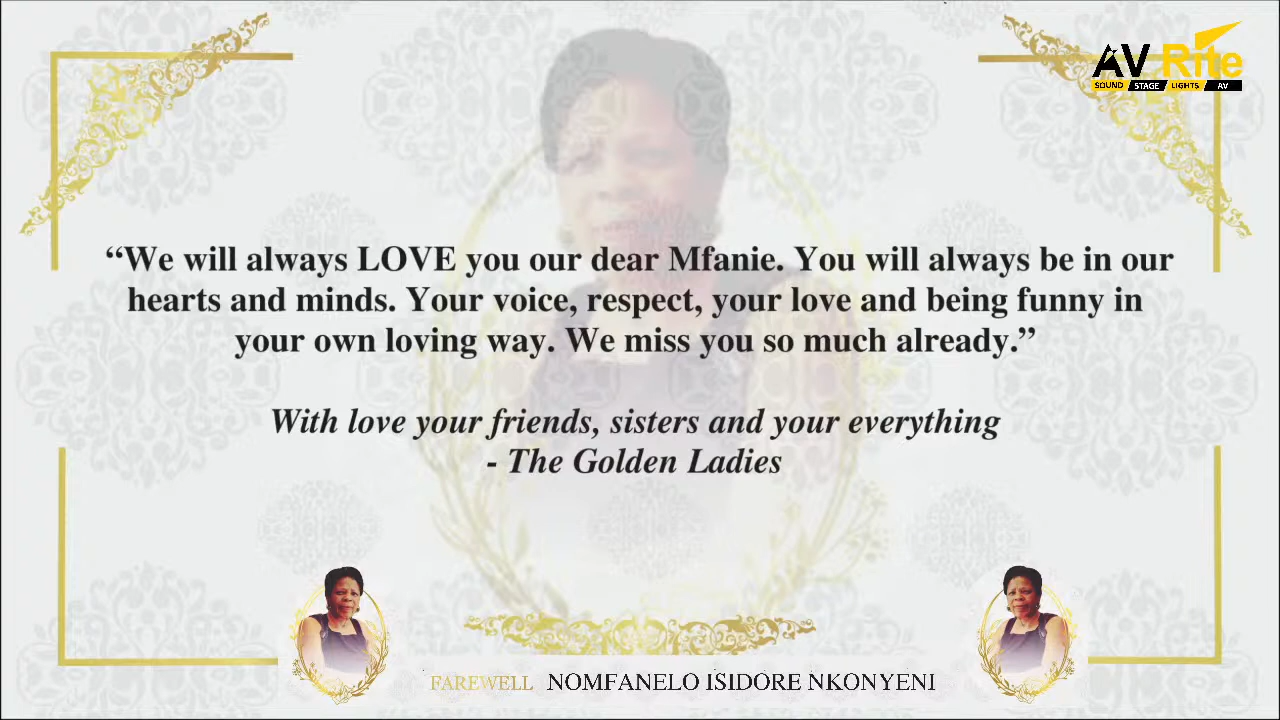 AV Rite
SOUND STAGE LIGHTS AV
“We will always LOVE you our dear Mfanie. You will always be in our
hearts and minds. Your voice, respect, your love and being funny in
your own loving way. We miss you so much already.”
With love your friends, sisters and your everything
- The Golden Ladies
FAREWELL NOMFANELO ISIDORE NKONYENI